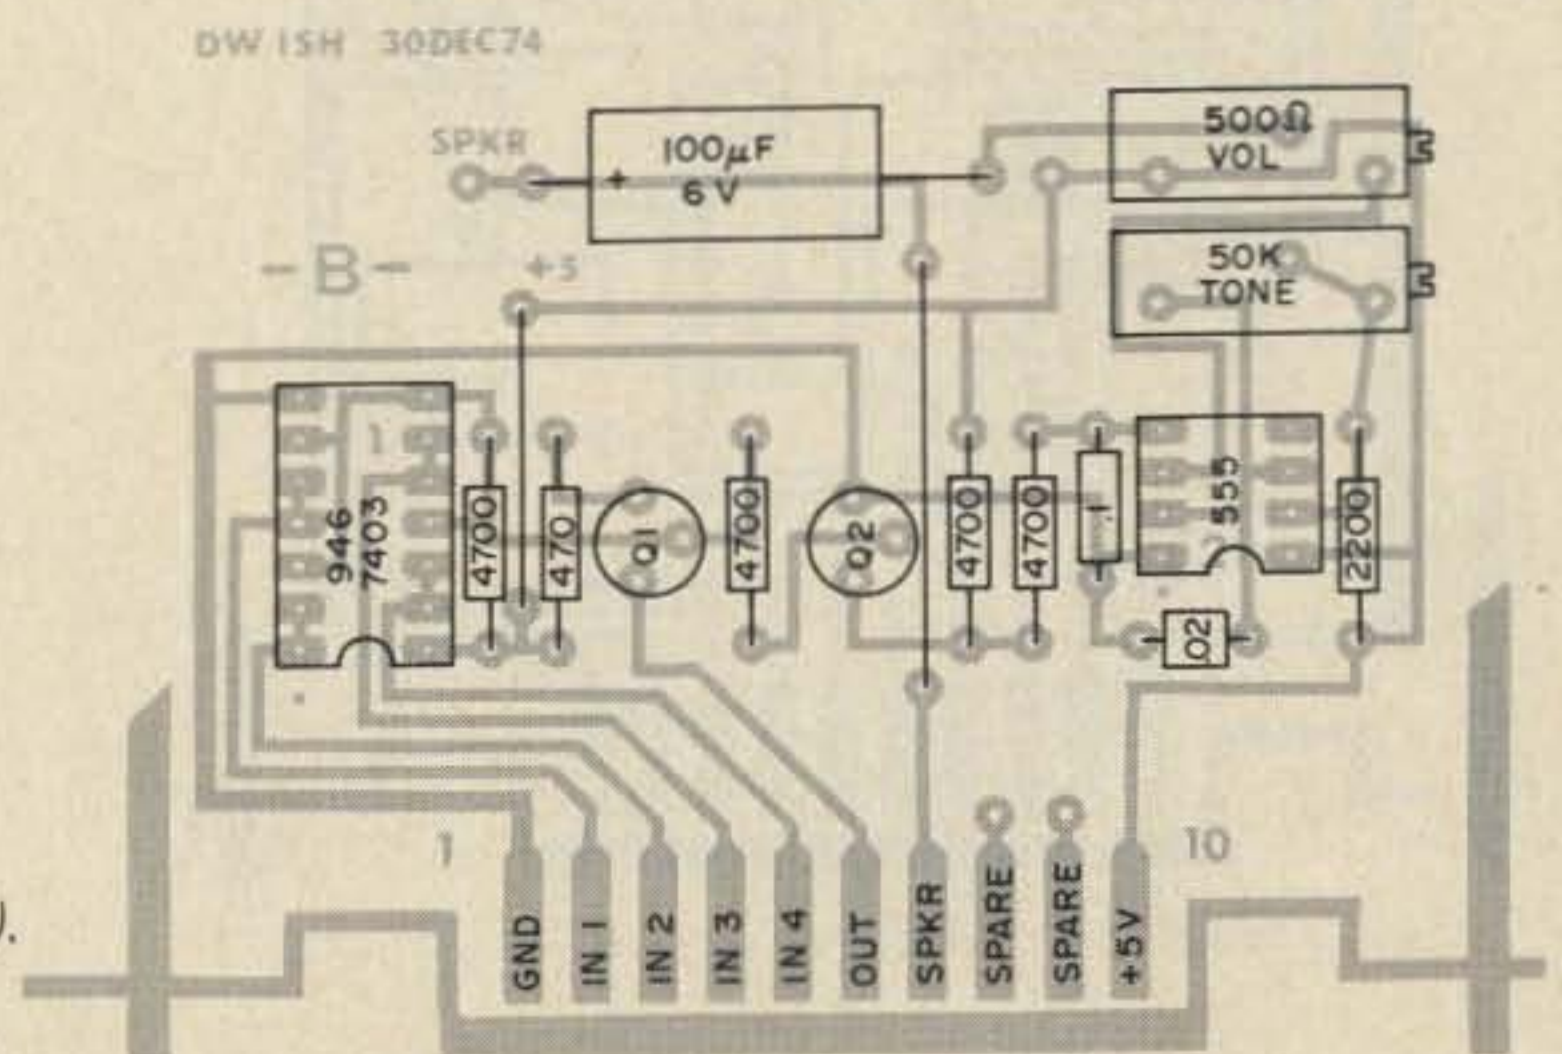 DW ISH 30DEC74
SPKR
+
100µF
6V
500Ω
VOL
-B-
+5
50K
TONE
1
946
7403
4700
470
Q1
4700
Q2
4700
4700
.1
555
2200
.02
1
10
GND
IN 1
IN 2
IN 3
IN 4
OUT
SPKR
SPARE
SPARE
+5V
).